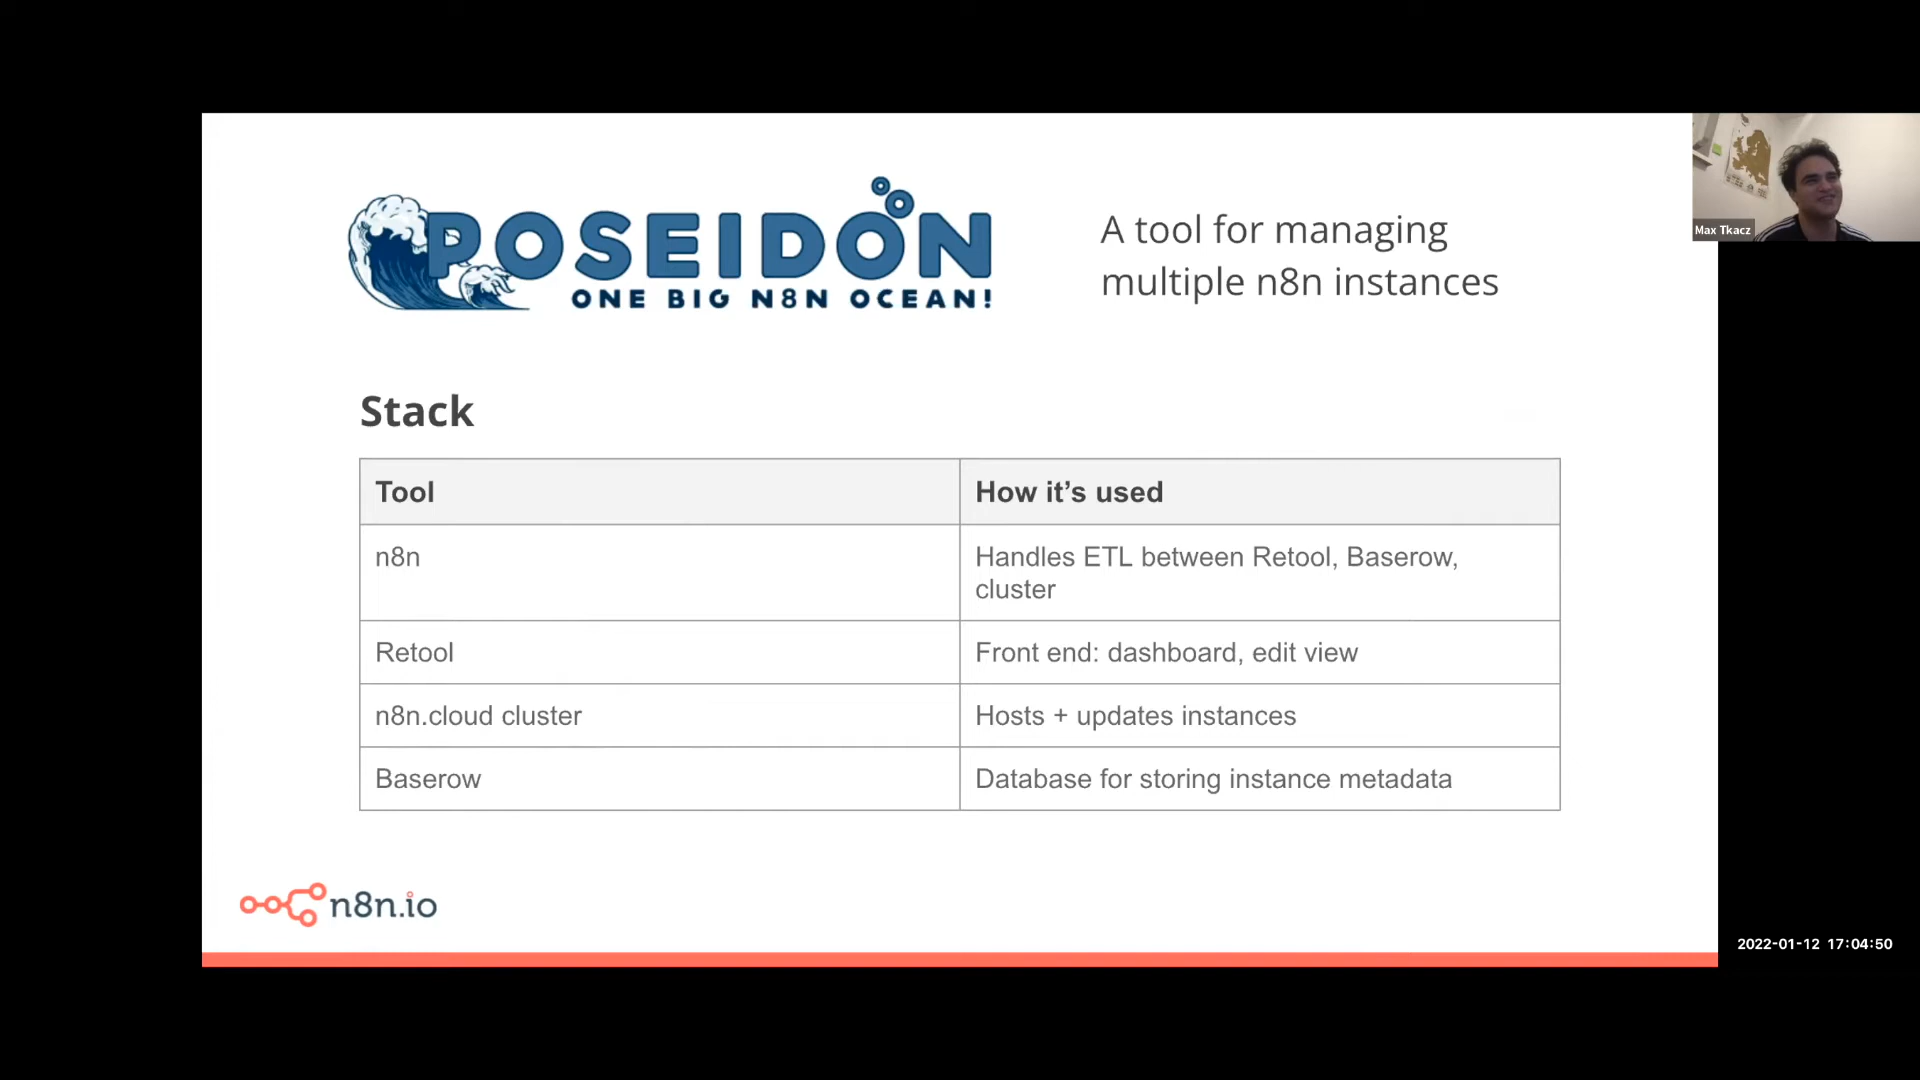 POSEIDON
ONE BIG N8N OCEAN!
A tool for managing
multiple n8n instances
Max Tkacz
Stack
Tool
How it’s used
n8n
Handles ETL between Retool, Baserow,
cluster
Retool
Front end: dashboard, edit view
n8n.cloud cluster
Hosts + updates instances
Baserow
Database for storing instance metadata
n8n.io
2022-01-12 17:04:50